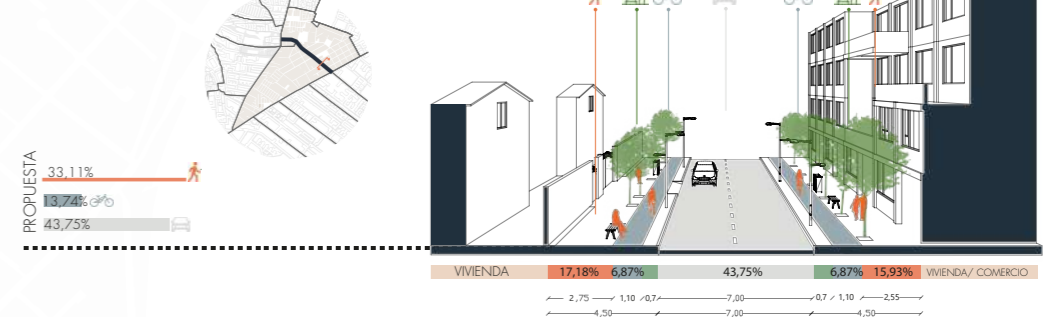 PROPUESTA
33,11%
13,74%
43,75%
VIVIENDA 17,18% 6,87% 43,75% 6,87% 15,93% VIVIENDA/ COMERCIO
2,75 1,10 0,7 7,00 0,7 1,10 2,55
4,50 7,00 4,50